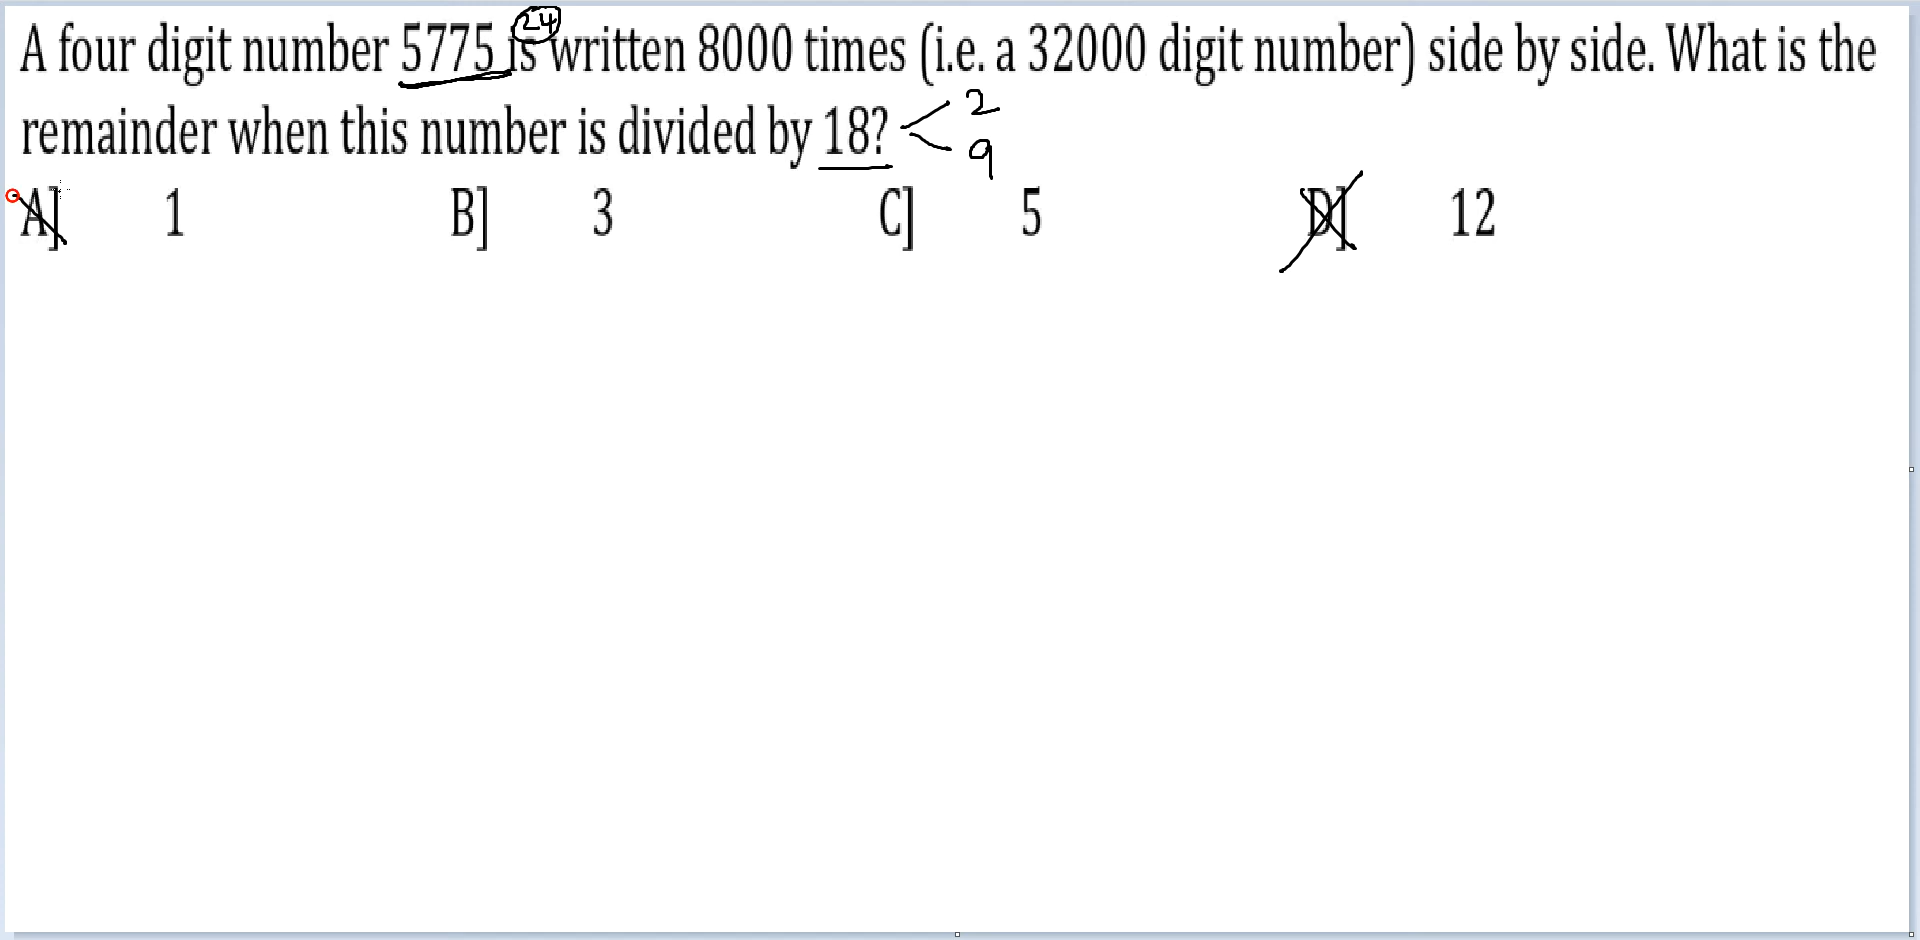 24
A four digit number 5775 is written 8000 times (i.e. a 32000 digit number) side by side. What is the
remainder when this number is divided by 18? 2
9
A] 1 B] 3 C] 5 D] 12